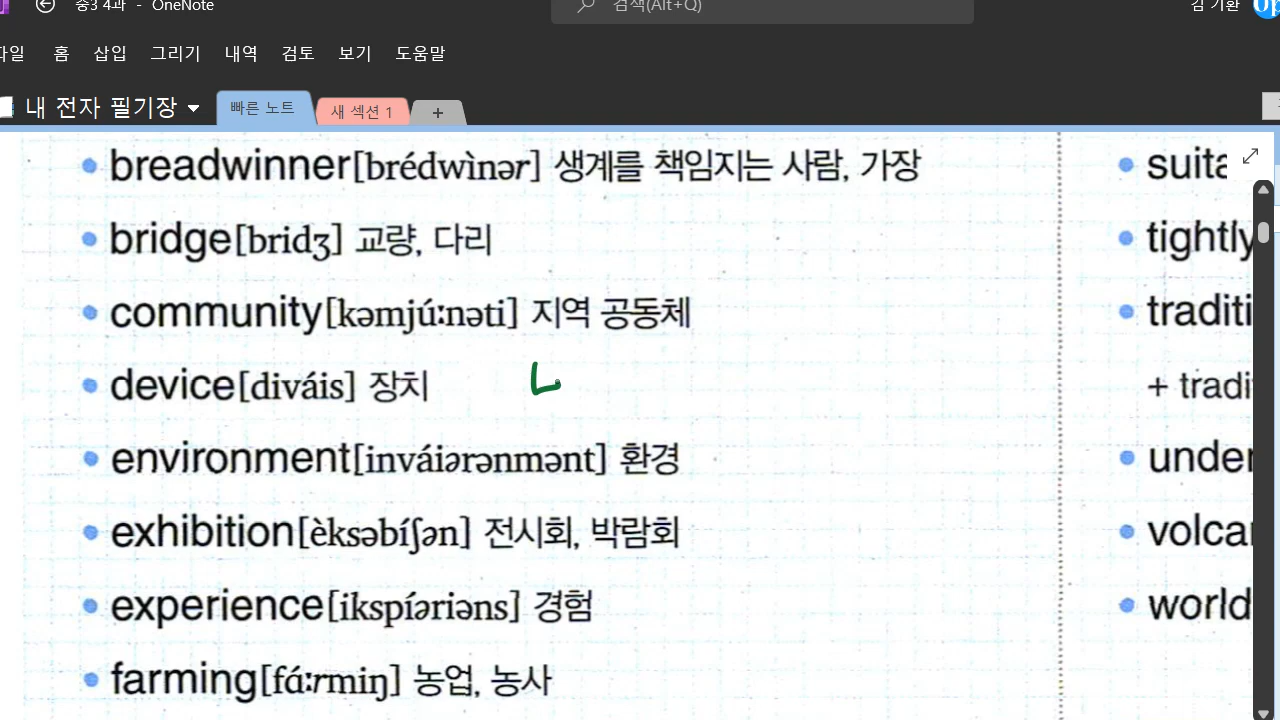 중3 4과 - OneNote
검색(Alt+Q)
김 기환
파일 홈 삽입 그리기 내역 검토 보기 도움말
내 전자 필기장 빠른 노트 새 섹션 1 +
breadwinner[brédwìnər] 생계를 책임지는 사람, 가장
bridge[bridʒ] 교량, 다리
community[kəmjúːnəti] 지역 공동체
device[diváis] 장치
environment[inváiərənmənt] 환경
exhibition[èksəbíʃən] 전시회, 박람회
experience[ikspíəriəns] 경험
farming[fáːrmiŋ] 농업, 농사
suita
tightly
traditi
+ tradi
under
volca
world